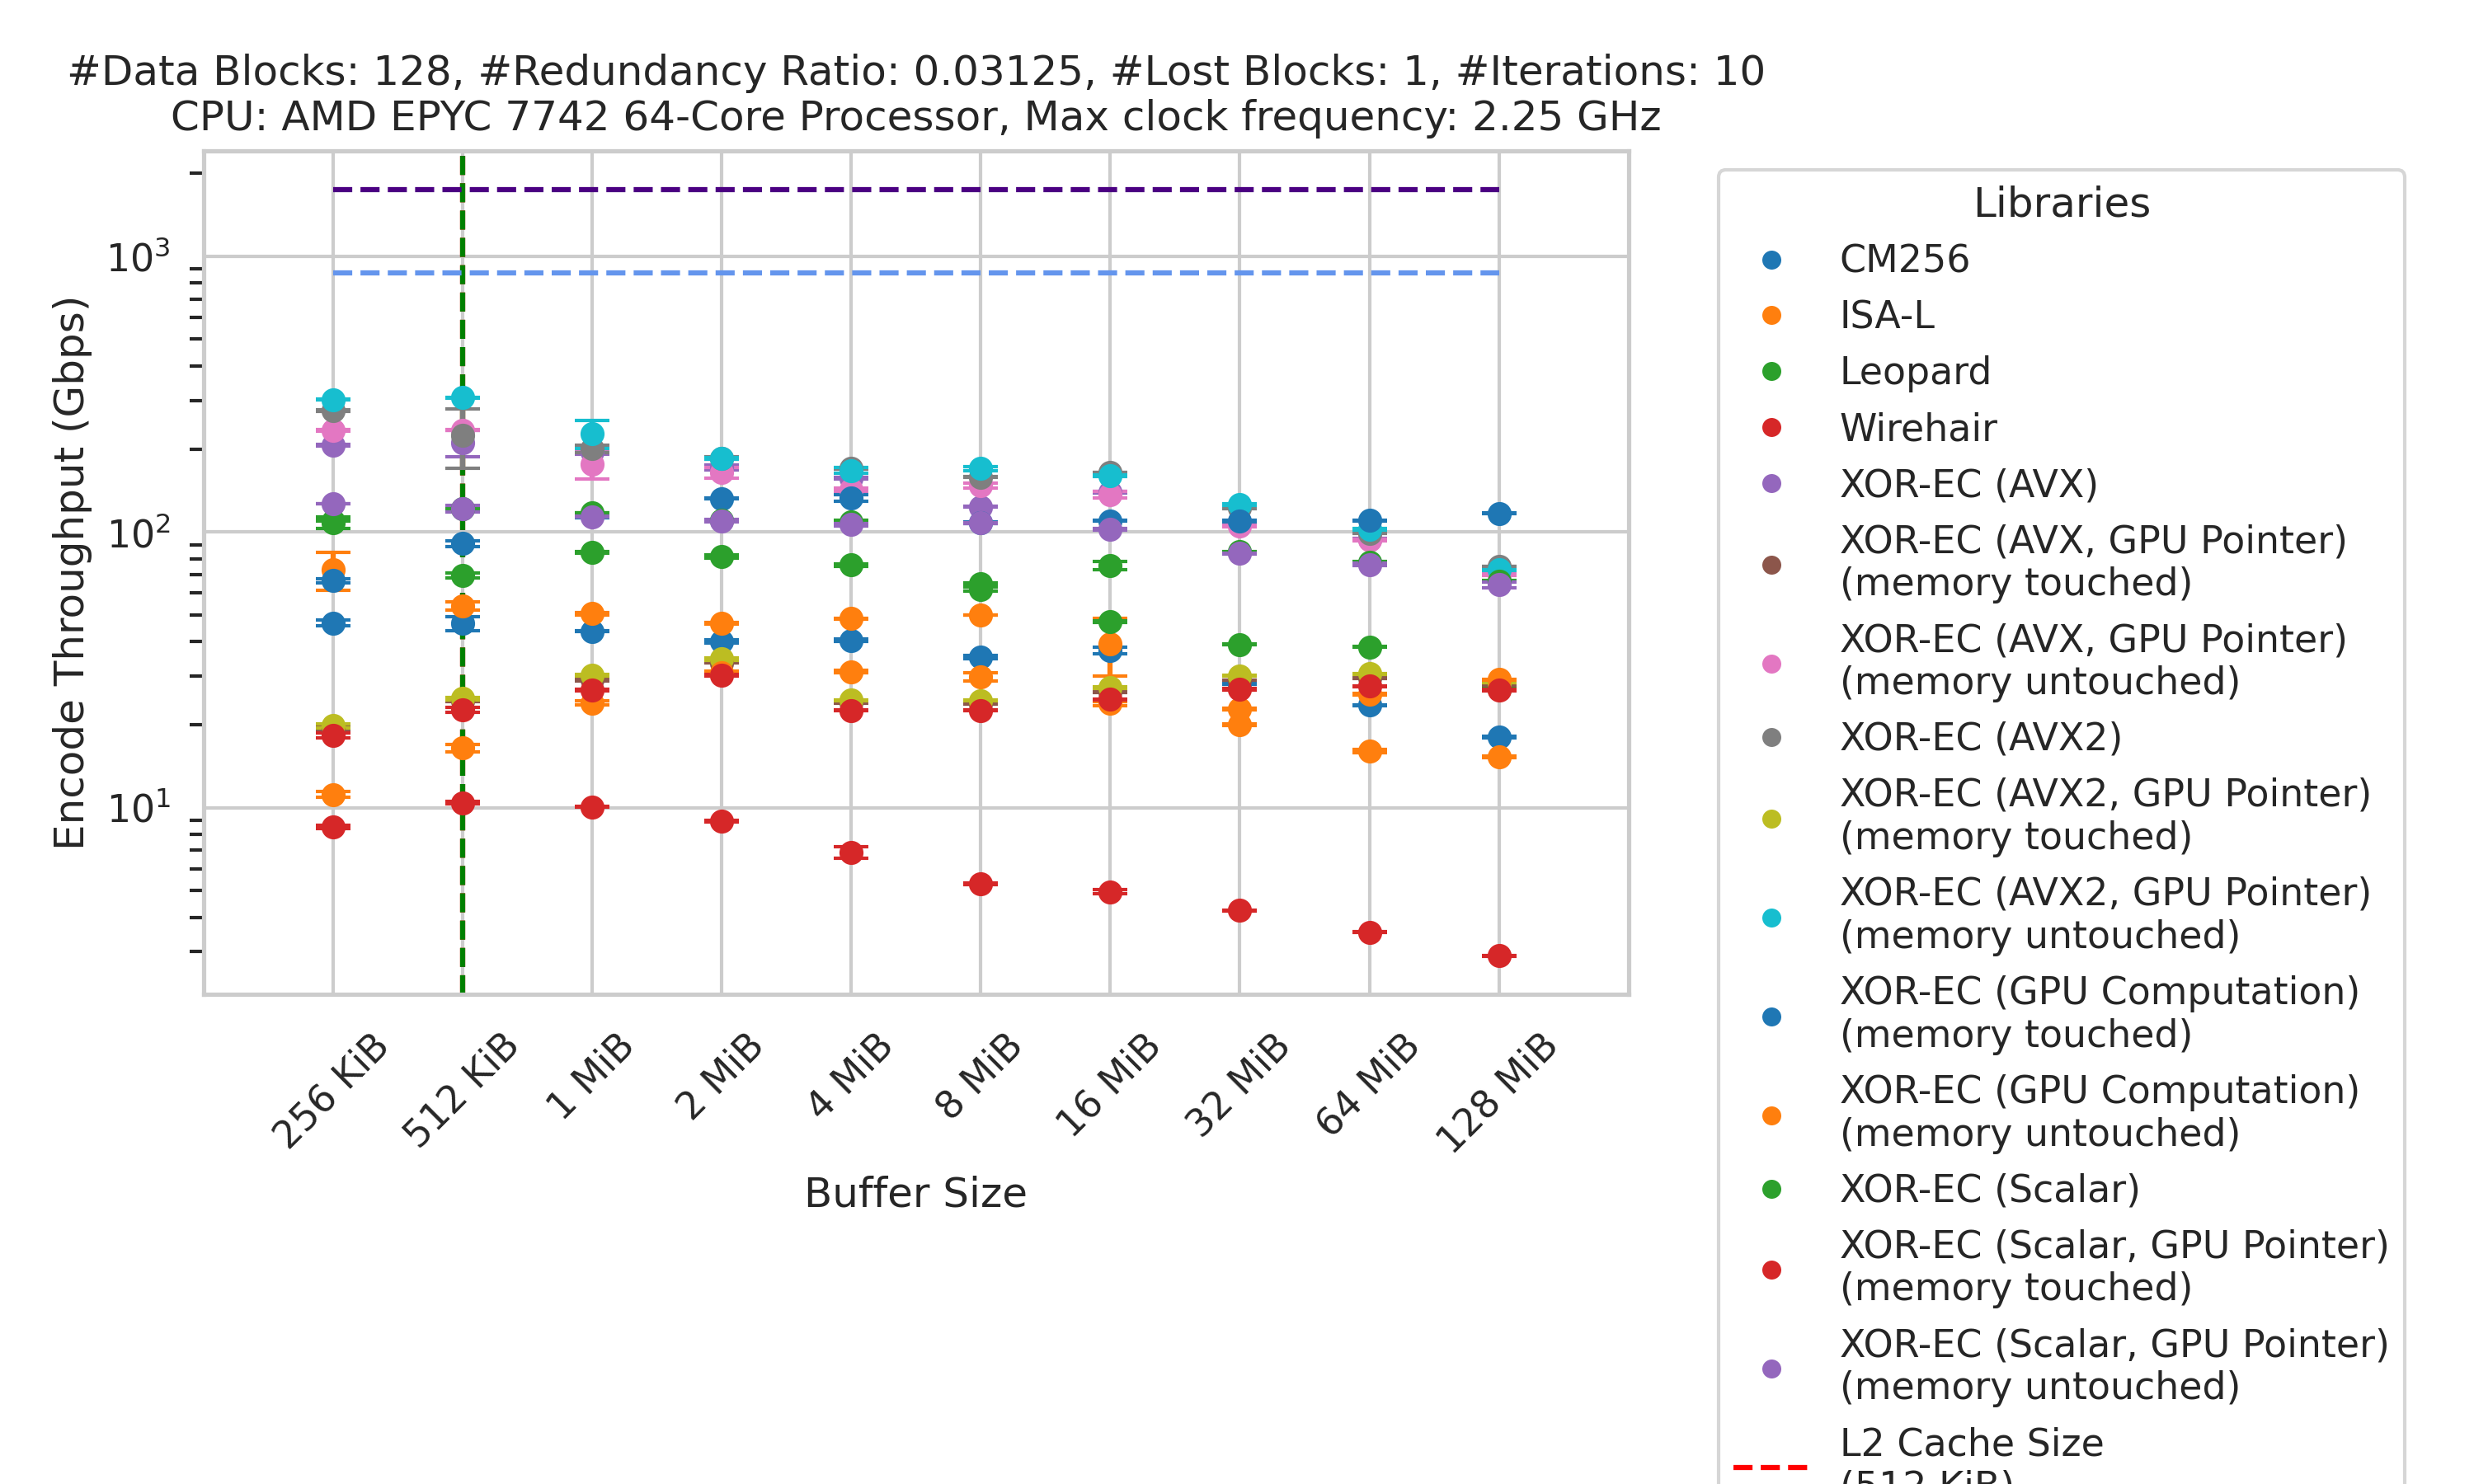 #Data Blocks: 128, #Redundancy Ratio: 0.03125, #Lost Blocks: 1, #Iterations: 10
CPU: AMD EPYC 7742 64-Core Processor, Max clock frequency: 2.25 GHz
Encode Throughput (Gbps)
10³
10²
10¹
256 KiB
512 KiB
1 MiB
2 MiB
4 MiB
8 MiB
16 MiB
32 MiB
64 MiB
128 MiB
Buffer Size
Libraries
CM256
ISA-L
Leopard
Wirehair
XOR-EC (AVX)
XOR-EC (AVX, GPU Pointer)
(memory touched)
XOR-EC (AVX, GPU Pointer)
(memory untouched)
XOR-EC (AVX2)
XOR-EC (AVX2, GPU Pointer)
(memory touched)
XOR-EC (AVX2, GPU Pointer)
(memory untouched)
XOR-EC (GPU Computation)
(memory touched)
XOR-EC (GPU Computation)
(memory untouched)
XOR-EC (Scalar)
XOR-EC (Scalar, GPU Pointer)
(memory touched)
XOR-EC (Scalar, GPU Pointer)
(memory untouched)
L2 Cache Size
(512 KiB)